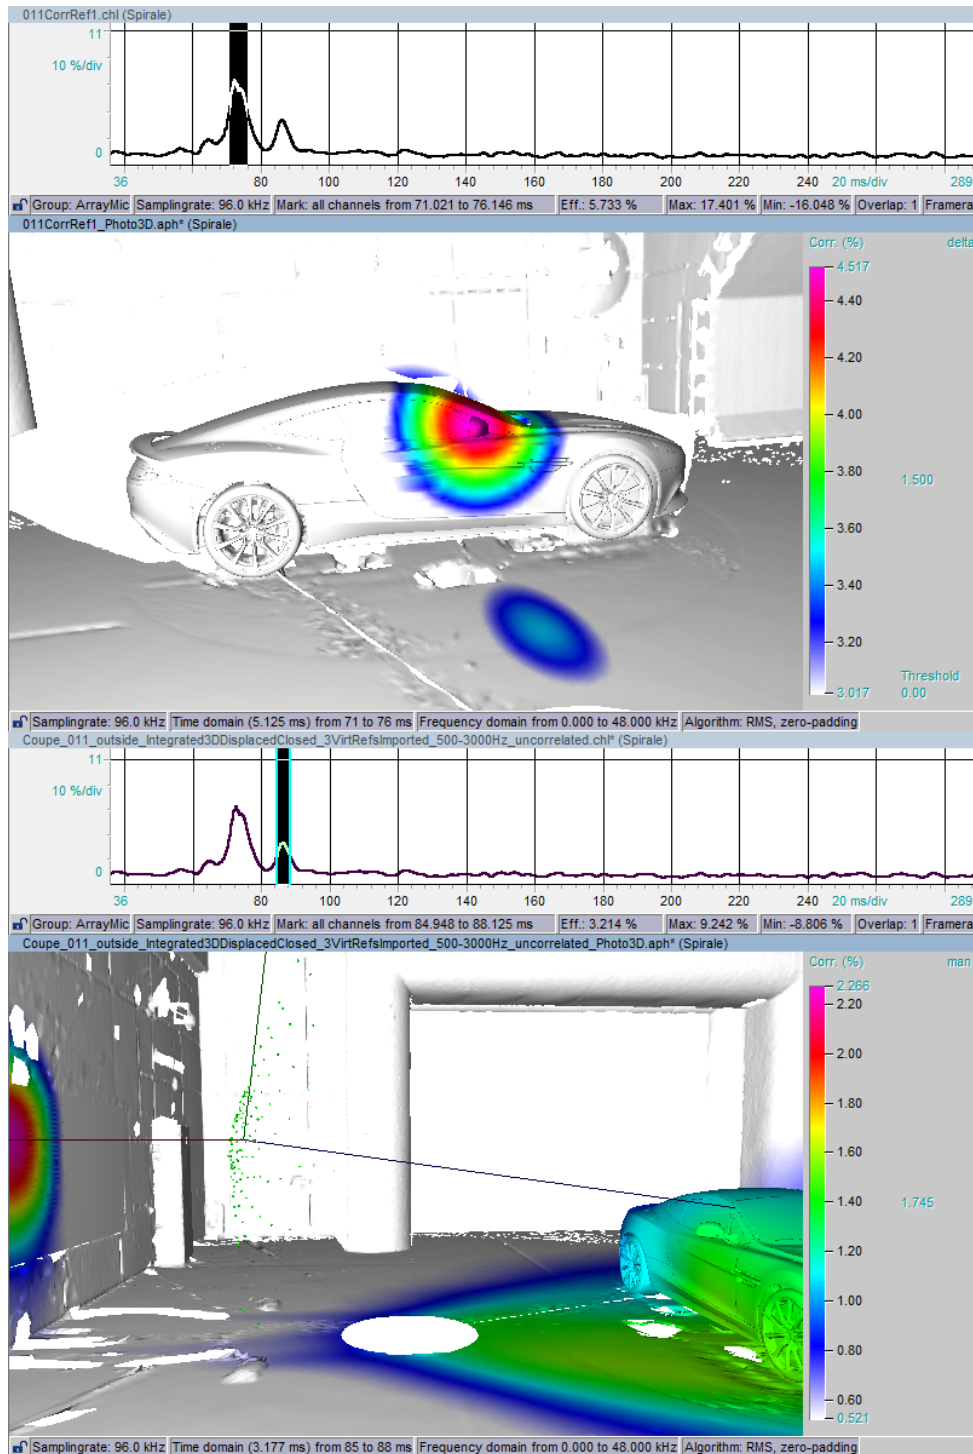 011CorrRef1.chl (Spirale)
11
10 %/div
0
36 80 100 120 140 160 180 200 220 240 20 ms/div 289
Group: ArrayMic Samplingrate: 96.0 kHz Mark: all channels from 71.021 to 76.146 ms Eff.: 5.733 % Max: 17.401 % Min: -16.048 % Overlap: 1 Framera
011CorrRef1_Photo3D.aph* (Spirale)
Corr. (%) delta
4.517
4.40
4.20
4.00
3.80
1.500
3.60
3.40
3.20
Threshold
3.017 0.00
Samplingrate: 96.0 kHz Time domain (5.125 ms) from 71 to 76 ms Frequency domain from 0.000 to 48.000 kHz Algorithm: RMS, zero-padding
Coupe_011_outside_Integrated3DDisplacedClosed_3VirtRefsImported_500-3000Hz_uncorrelated.chl* (Spirale)
11
10 %/div
0
36 80 100 120 140 160 180 200 220 240 20 ms/div 289
Group: ArrayMic Samplingrate: 96.0 kHz Mark: all channels from 84.948 to 88.125 ms Eff.: 3.214 % Max: 9.242 % Min: -8.806 % Overlap: 1 Framera
Coupe_011_outside_Integrated3DDisplacedClosed_3VirtRefsImported_500-3000Hz_uncorrelated_Photo3D.aph* (Spirale)
Corr. (%) man
2.266
2.20
2.00
1.80
1.60
1.40
1.745
1.20
1.00
0.80
0.60
0.521
Samplingrate: 96.0 kHz Time domain (3.177 ms) from 85 to 88 ms Frequency domain from 0.000 to 48.000 kHz Algorithm: RMS, zero-padding